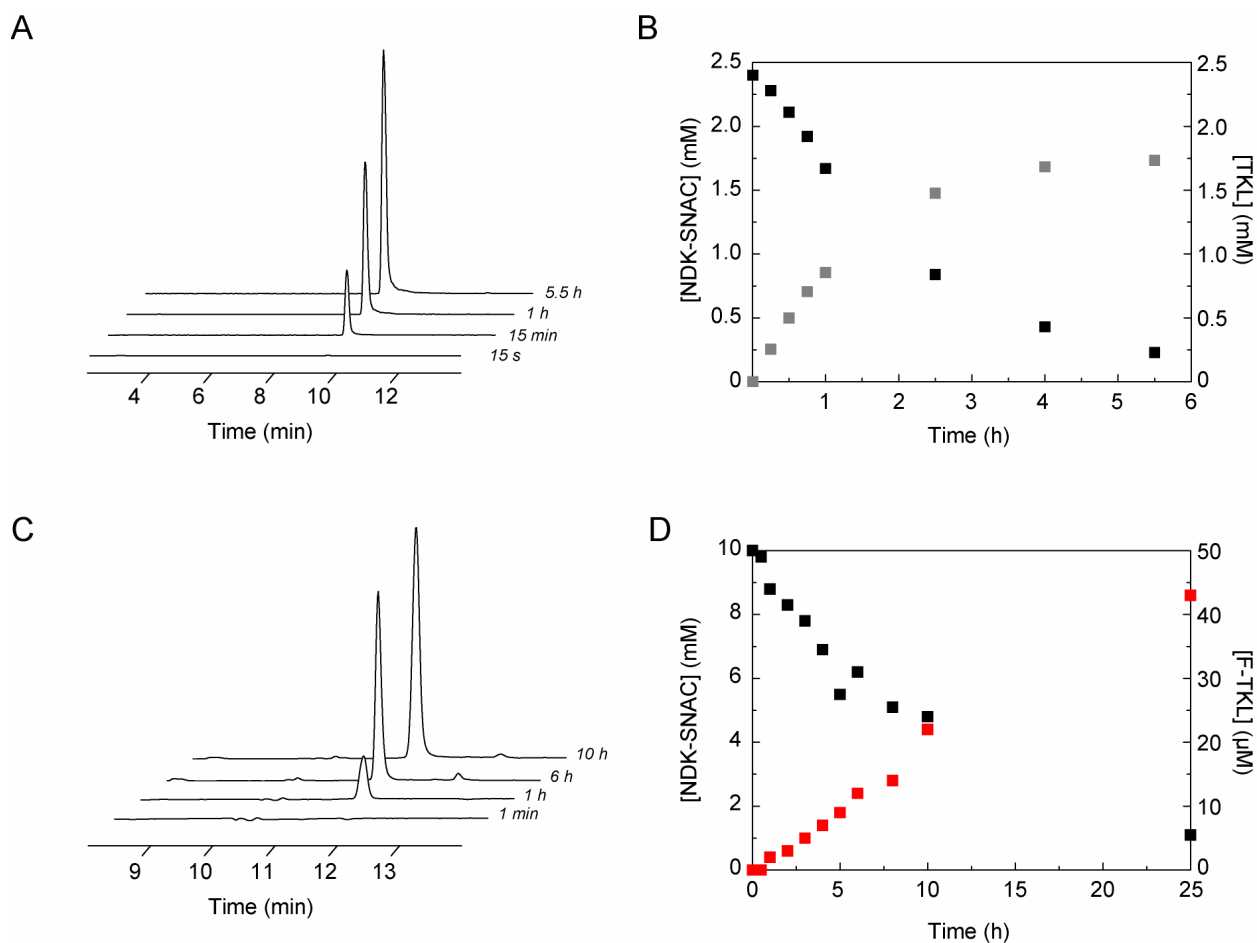 A
5.5 h
1 h
15 min
15 s
4 6 8 10 12
Time (min)
B
2.5 2.5
2.0 2.0
1.5 1.5
1.0 1.0
0.5 0.5
0 0
0 1 2 3 4 5 6
[NDK-SNAC] (mM)
[TKL] (mM)
Time (h)
C
10 h
6 h
1 h
1 min
9 10 11 12 13
Time (min)
D
10 50
8 40
6 30
4 20
2 10
0 0
0 5 10 15 20 25
[NDK-SNAC] (mM)
[F-TKL] (µM)
Time (h)